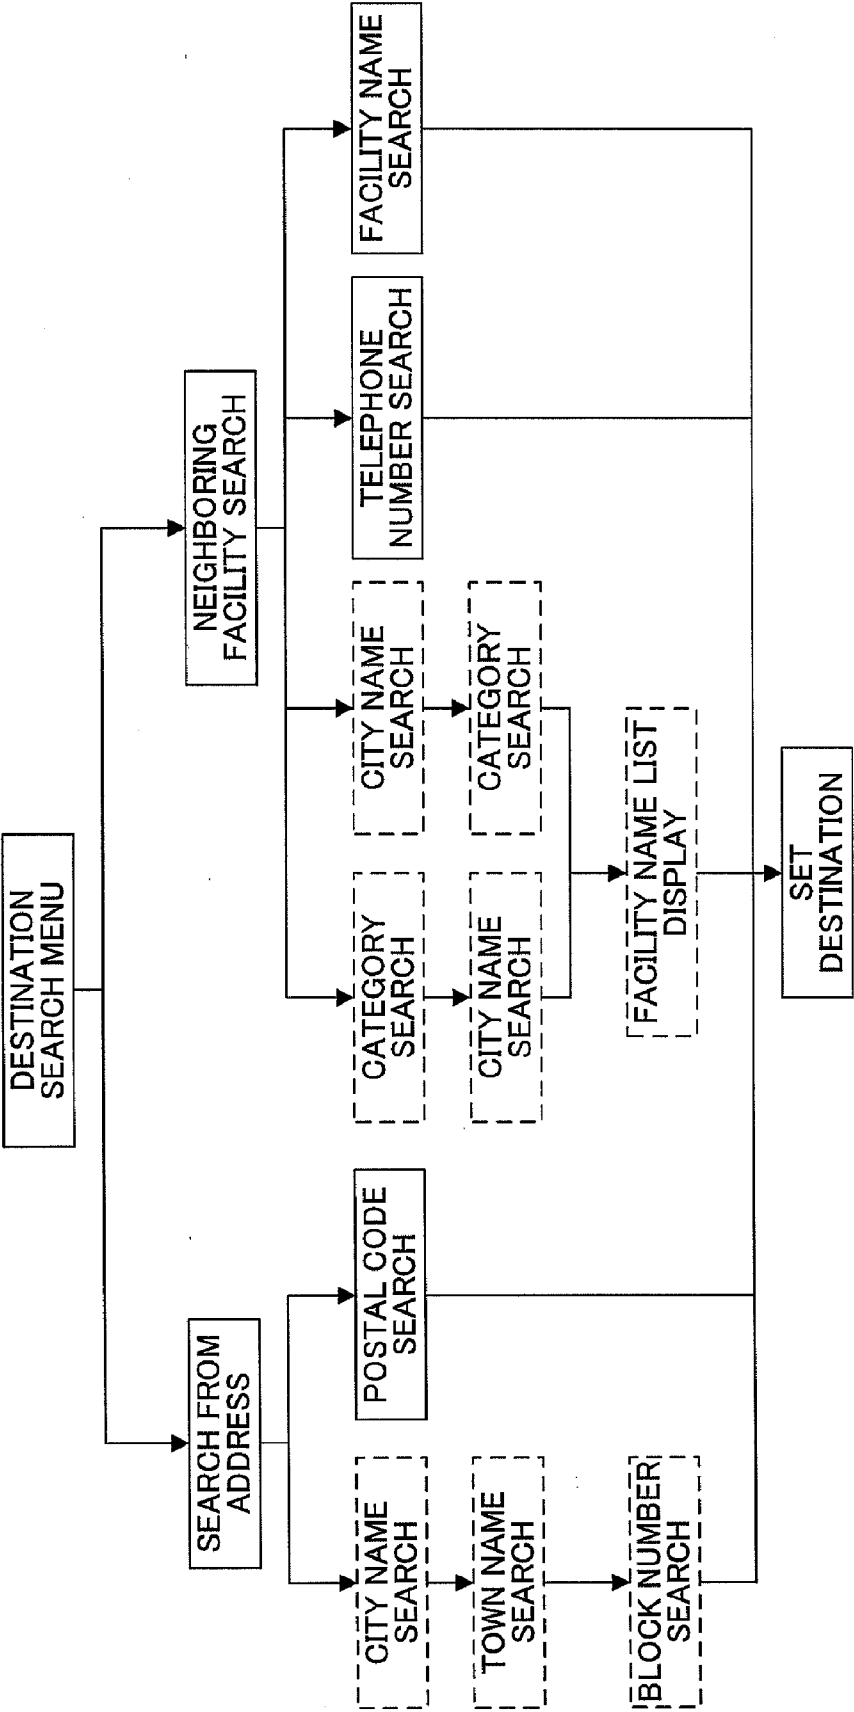 DESTINATION
SEARCH MENU
SEARCH FROM
ADDRESS
NEIGHBORING
FACILITY SEARCH
CITY NAME
SEARCH
POSTAL CODE
SEARCH
CATEGORY
SEARCH
CITY NAME
SEARCH
TELEPHONE
NUMBER SEARCH
FACILITY NAME
SEARCH
TOWN NAME
SEARCH
CITY NAME
SEARCH
CATEGORY
SEARCH
BLOCK NUMBER
SEARCH
FACILITY NAME LIST
DISPLAY
SET
DESTINATION